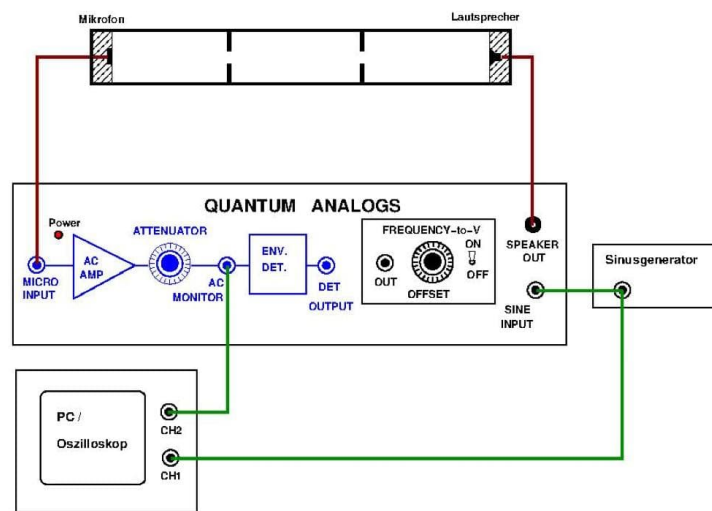 Mikrofon
Lautsprecher
QUANTUM ANALOGS
Power
AC
AMP
MICRO
INPUT
ATTENUATOR
AC
MONITOR
ENV.
DET.
DET
OUTPUT
FREQUENCY-to-V
ON
OFF
OUT
OFFSET
SPEAKER
OUT
SINE
INPUT
Sinusgenerator
PC /
Oszilloskop
CH2
CH1